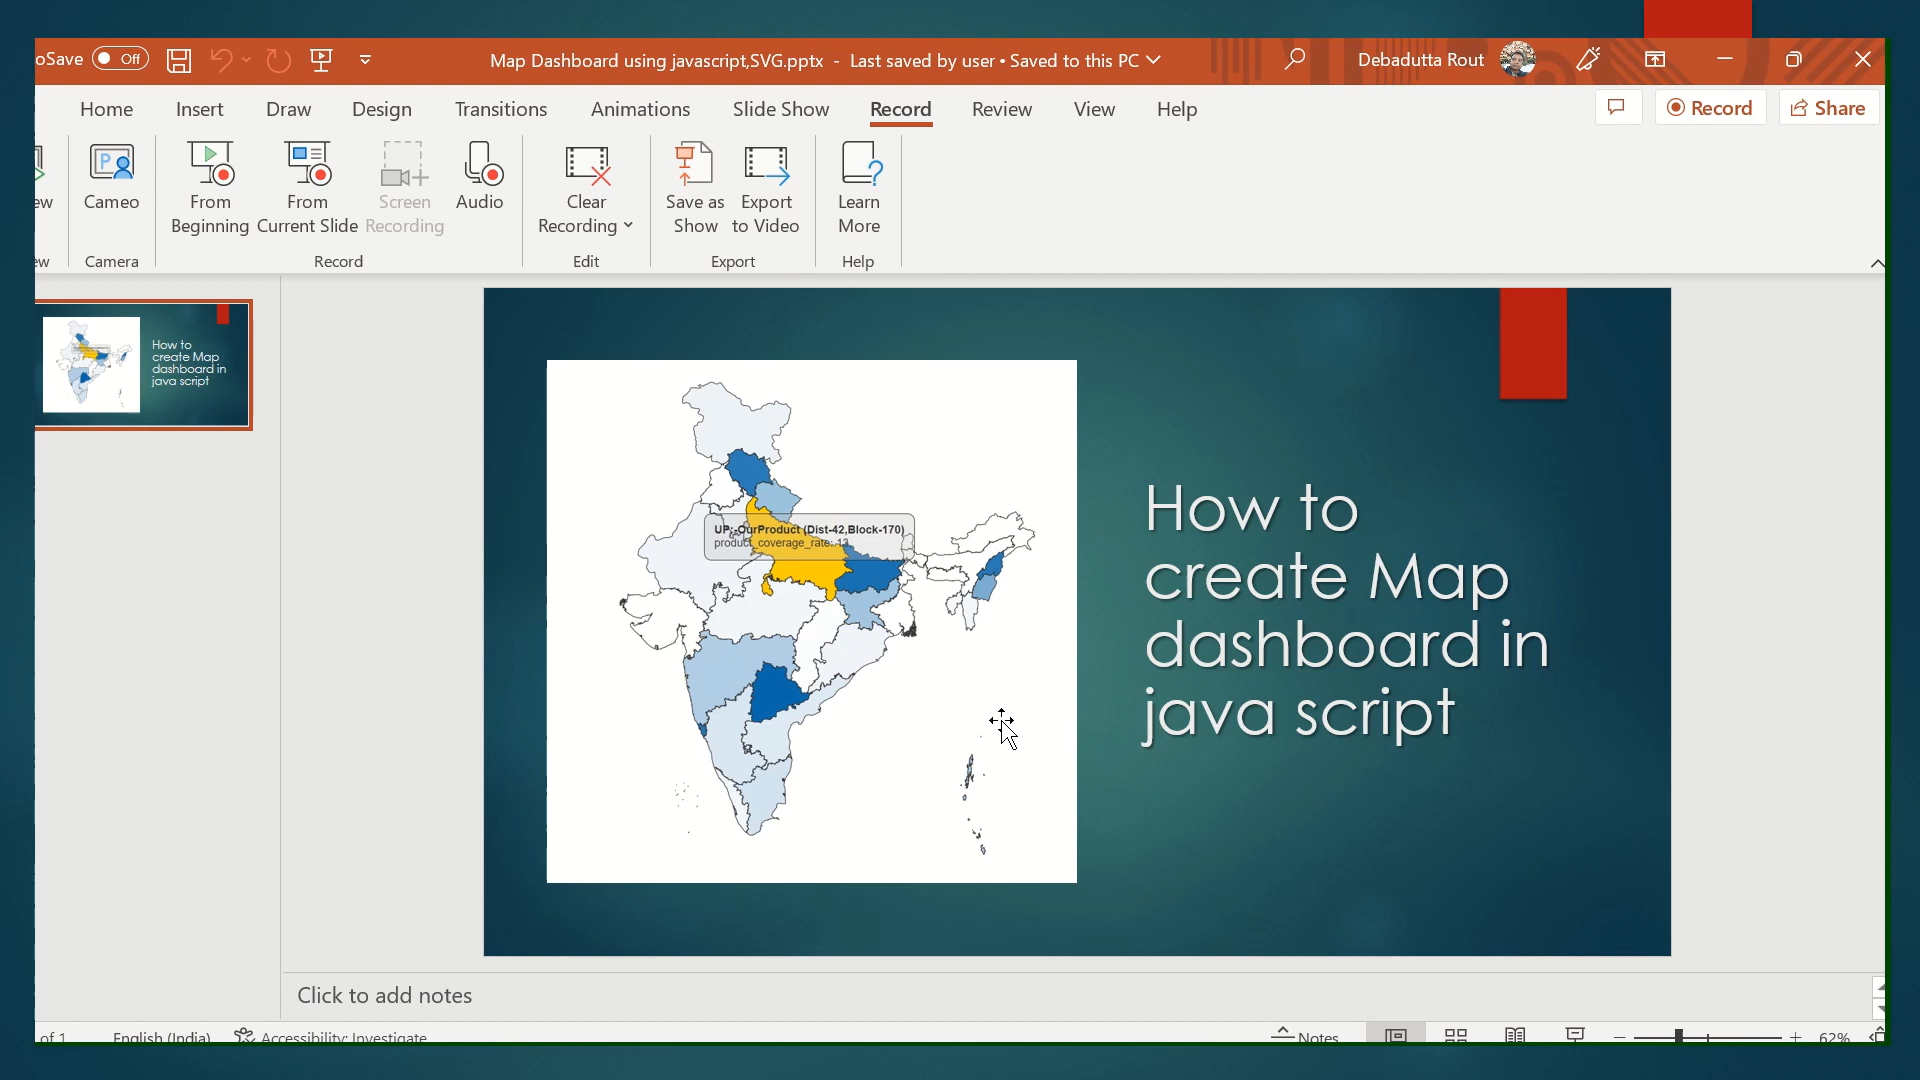 oSave Off Map Dashboard using javascript,SVG.pptx - Last saved by user • Saved to this PC Debadutta Rout
Home Insert Draw Design Transitions Animations Slide Show Record Review View Help Record Share
ew Cameo From Beginning From Current Slide Screen Recording Audio Clear Recording Save as Show Export to Video Learn More
ew Camera Record Edit Export Help
How to
create Map
dashboard in
java script
UP:-OurProduct (Dist-42,Block-170)
product_coverage_rate: 13
How to
create Map
dashboard in
java script
Click to add notes
of 1 English (India) Accessibility: Investigate Notes 62%